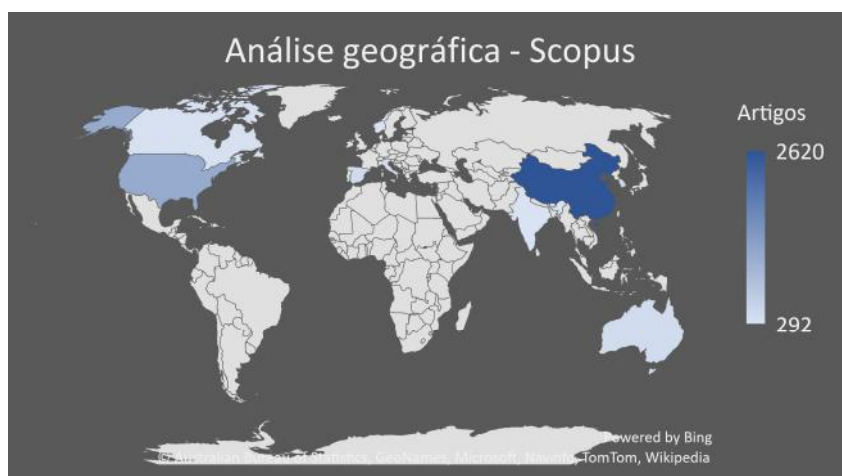 Análise geográfica - Scopus
Artigos
2620
292
Powered by Bing
© Australian Bureau of Statistics, GeoNames, Microsoft, Navinfo, TomTom, Wikipedia